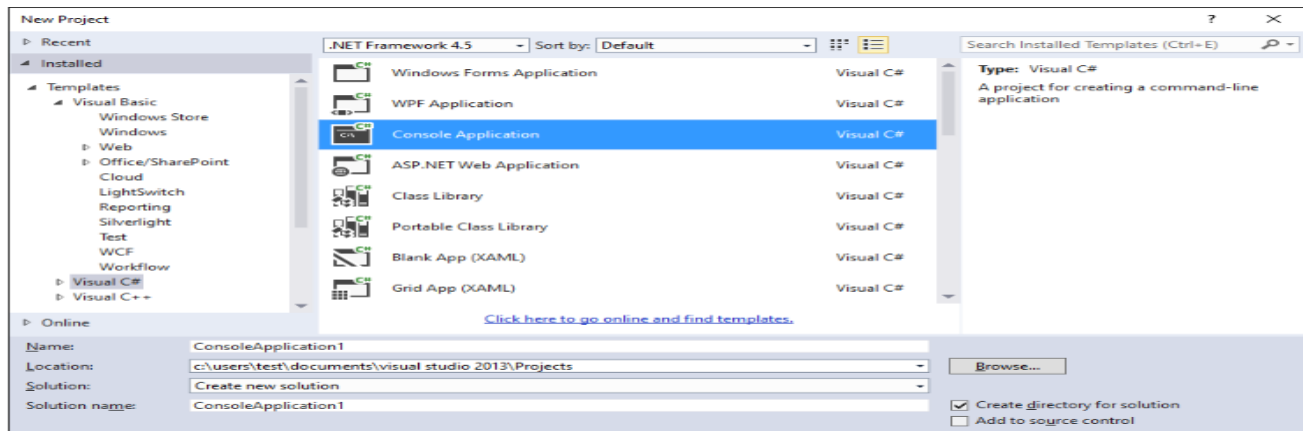 New Project
Recent
.NET Framework 4.5
Sort by: Default
Search Installed Templates (Ctrl+E)
Installed
Templates
Visual Basic
Windows Store
Windows
Web
Office/SharePoint
Cloud
LightSwitch
Reporting
Silverlight
Test
WCF
Workflow
Visual C#
Visual C++
Online
Windows Forms Application Visual C#
WPF Application Visual C#
Console Application Visual C#
ASP.NET Web Application Visual C#
Class Library Visual C#
Portable Class Library Visual C#
Blank App (XAML) Visual C#
Grid App (XAML) Visual C#
Click here to go online and find templates.
Type: Visual C#
A project for creating a command-line
application
Name: ConsoleApplication1
Location: c:\users\test\documents\visual studio 2013\Projects
Browse...
Solution: Create new solution
Solution name: ConsoleApplication1
Create directory for solution
Add to source control